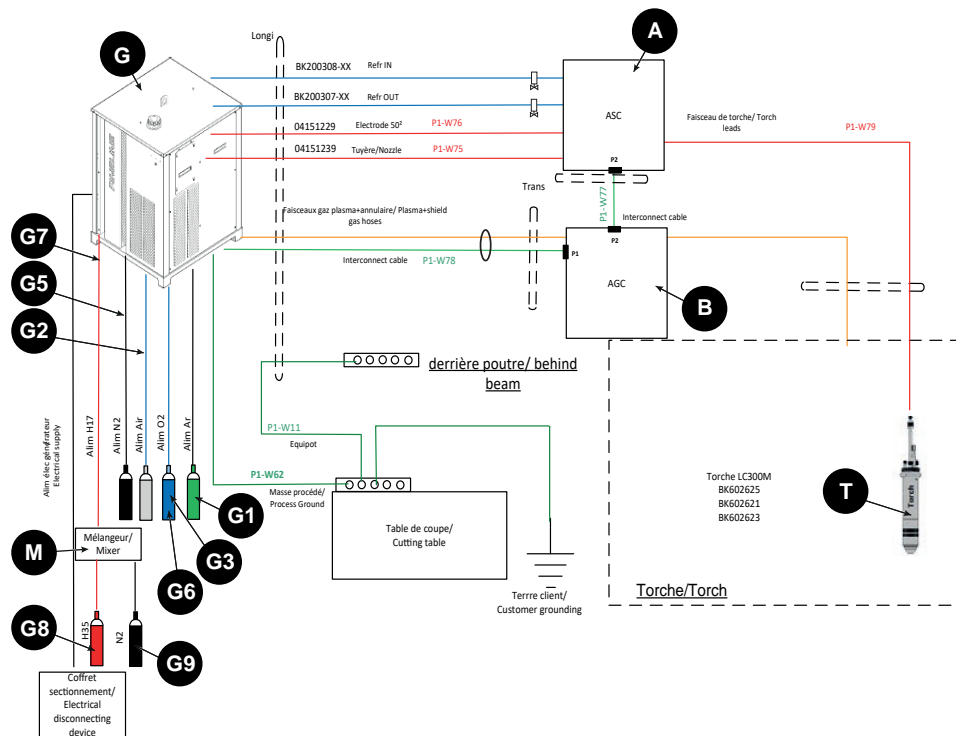 Longi
A
G
BK200308-XX Refr IN
BK200307-XX Refr OUT
04151229 Electrode 50² P1-W76
04151239 Tuyère/Nozzle P1-W75
ASC
P2
Faisceau de torche/ Torch
leads
P1-W79
Trans
P1-W77
Interconnect cable
Faisceaux gaz plasma+annulaire/ Plasma+shield
gas hoses
Interconnect cable P1-W78
P2
P1
AGC
B
G7
G5
G2
derrière poutre/ behind
beam
Alim élec générateur
Electrical supply
Alim H17
Alim N2
Alim Air
Alim O2
Alim Ar
P1-W11
Equipot
P1-W62
Masse procédé/
Process Ground
G1
G3
G6
Table de coupe/
Cutting table
Terrre client/
Customer grounding
Torche LC300M
BK602625
BK602621
BK602623
Torch
T
Torche/Torch
M
Mélangeur/
Mixer
G8
H35
N2
G9
Coffret
sectionnement/
Electrical
disconnecting
device